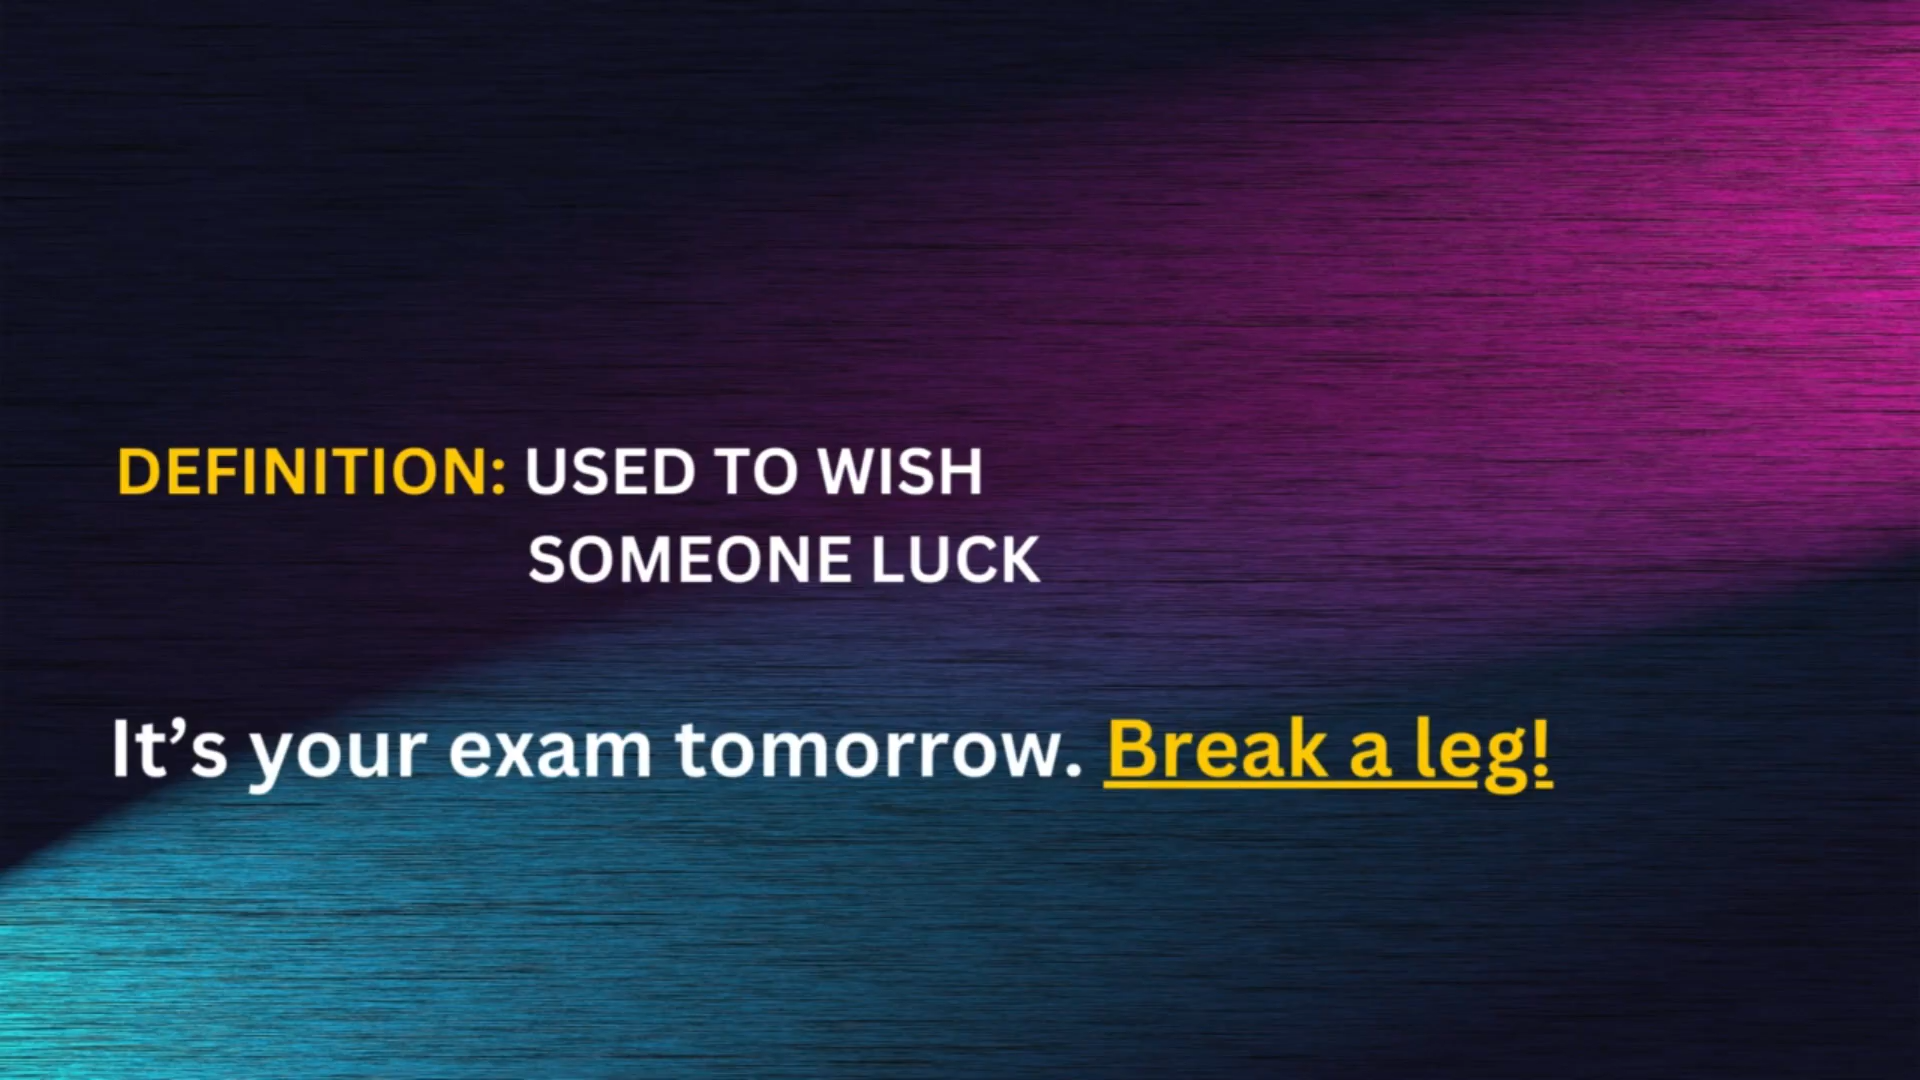 DEFINITION: USED TO WISH
SOMEONE LUCK
It’s your exam tomorrow. Break a leg!